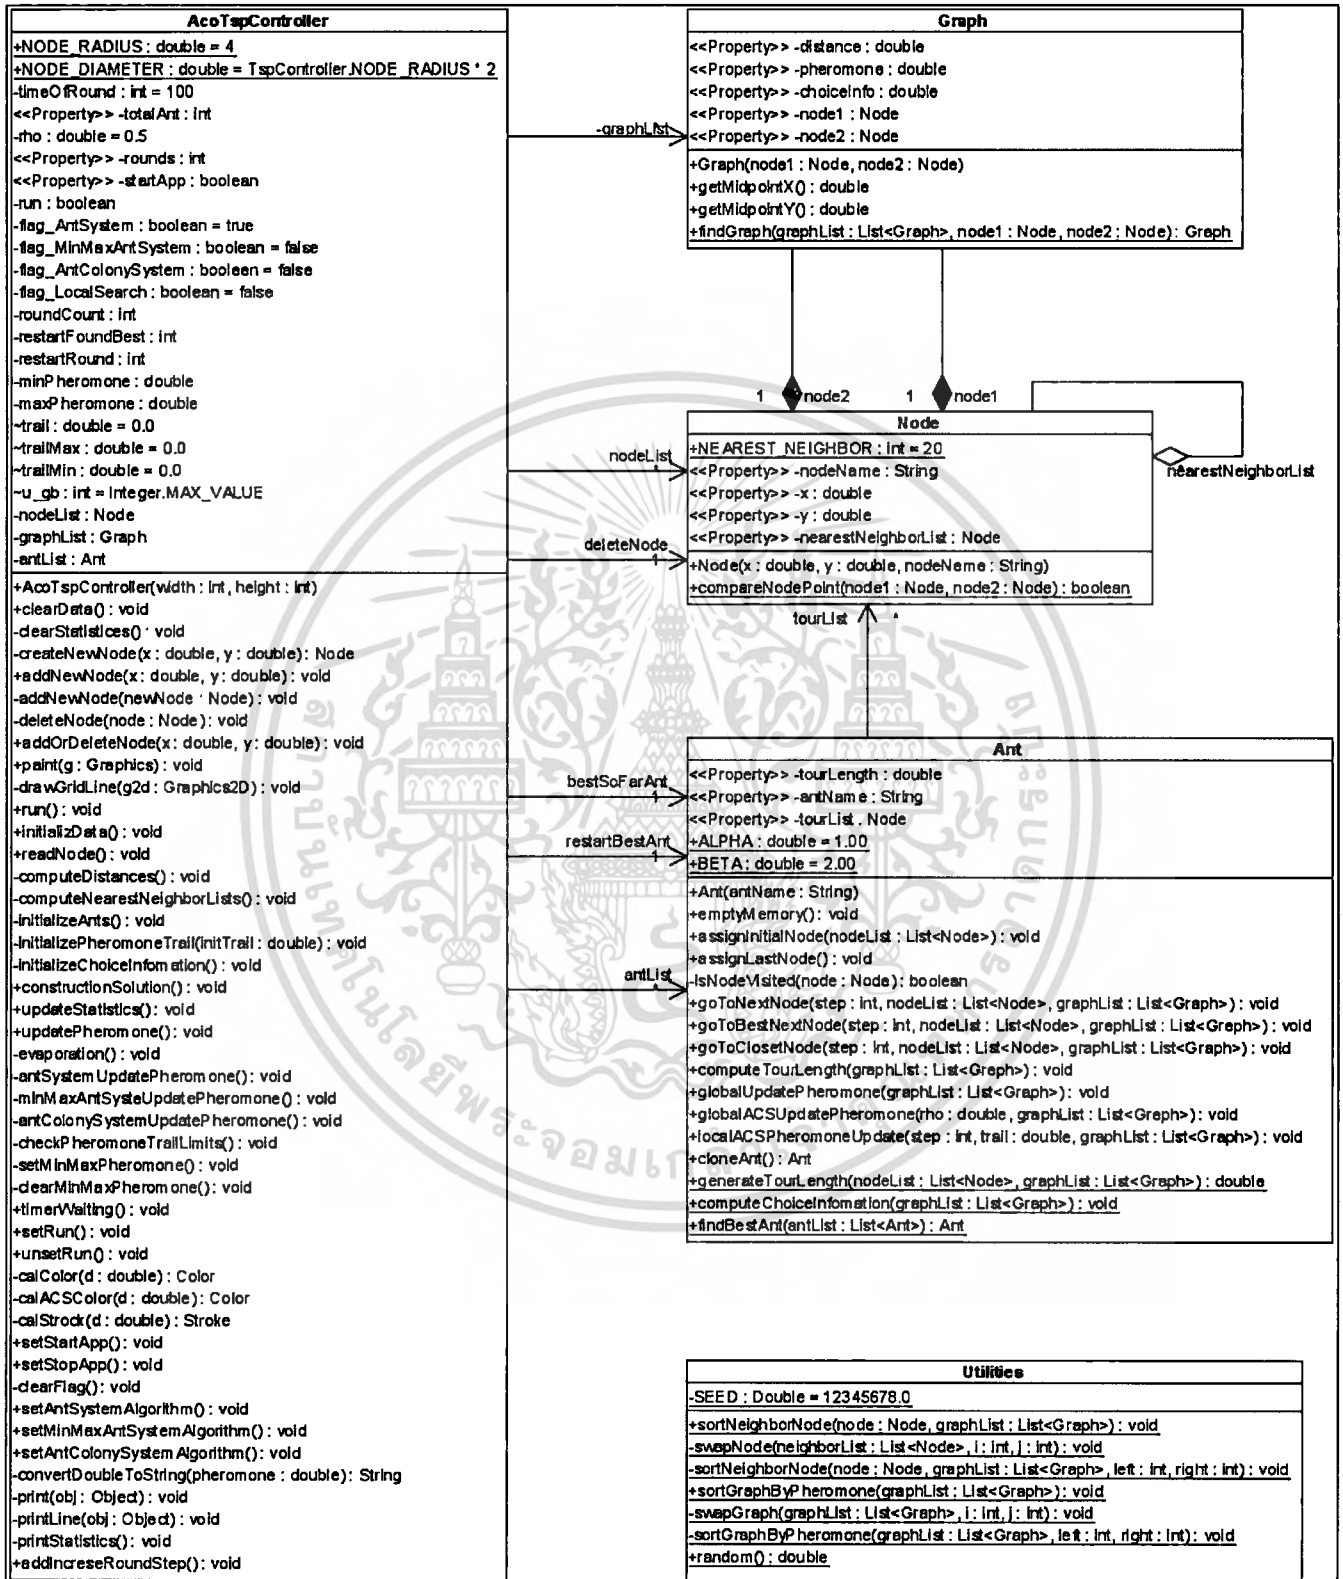 AcoTspController
+NODE_RADIUS : double = 4
+NODE_DIAMETER : double = TspController.NODE_RADIUS * 2
-timeOfRound : int = 100
<<Property>> -totalAnt : int
-rho : double = 0.5
<<Property>> -rounds : int
<<Property>> -startApp : boolean
-run : boolean
-flag_AntSystem : boolean = true
-flag_MinMaxAntSystem : boolean = false
-flag_AntColonySystem : boolean = false
-flag_LocalSearch : boolean = false
-roundCount : int
-restartFoundBest : int
-restartRound : int
-minPheromone : double
-maxPheromone : double
~trail : double = 0.0
~trailMax : double = 0.0
~trailMin : double = 0.0
~u_gb : int = Integer.MAX_VALUE
-nodeList : Node
-graphList : Graph
-antList : Ant
+AcoTspController(width : int, height : int)
+clearData() : void
-clearStatistices() : void
-createNewNode(x : double, y : double) : Node
+addNewNode(x : double, y : double) : void
-addNewNode(newNode : Node) : void
-deleteNode(node : Node) : void
+addOrDeleteNode(x : double, y : double) : void
+paint(g : Graphics) : void
-drawGridLine(g2d : Graphics2D) : void
+run() : void
+initializData() : void
+readNode() : void
-computeDistances() : void
-computeNearestNeighborLists() : void
-initializeAnts() : void
-initializePheromoneTrail(initTrail : double) : void
-initializeChoiceInfomation() : void
+constructionSolution() : void
+updateStatistics() : void
+updatePheromone() : void
-evaporation() : void
-antSystemUpdatePheromone() : void
-minMaxAntSysteUpdatePheromone() : void
-antColonySystemUpdatePheromone() : void
-checkPheromoneTrailLimits() : void
-setMinMaxPheromone() : void
-clearMinMaxPheromone() : void
+timerWaiting() : void
+setRun() : void
+unsetRun() : void
-calColor(d : double) : Color
-calACSColor(d : double) : Color
-calStrock(d : double) : Stroke
+setStartApp() : void
+setStopApp() : void
-clearFlag() : void
+setAntSystemAlgorithm() : void
+setMinMaxAntSystemAlgorithm() : void
+setAntColonySystemAlgorithm() : void
-convertDoubleToString(pheromone : double) : String
-print(obj : Object) : void
-printLine(obj : Object) : void
-printStatistics() : void
+addIncreseRoundStep() : void
-graphList
nodeList
*
deleteNode
1
bestSoFarAnt
1
restartBestAnt
1
antList
*
Graph
<<Property>> -distance : double
<<Property>> -pheromone : double
<<Property>> -choiceInfo : double
<<Property>> -node1 : Node
<<Property>> -node2 : Node
+Graph(node1 : Node, node2 : Node)
+getMidpointX() : double
+getMidpointY() : double
+findGraph(graphList : List<Graph>, node1 : Node, node2 : Node) : Graph
1 node2 1 node1
Node
+NEAREST_NEIGHBOR : int = 20
<<Property>> -nodeName : String
<<Property>> -x : double
<<Property>> -y : double
<<Property>> -nearestNeighborList : Node
+Node(x : double, y : double, nodeName : String)
+compareNodePoint(node1 : Node, node2 : Node) : boolean
nearestNeighborList
tourList *
Ant
<<Property>> -tourLength : double
<<Property>> -antName : String
<<Property>> -tourList : Node
+ALPHA : double = 1.00
+BETA : double = 2.00
+Ant(antName : String)
+emptyMemory() : void
+assignInitialNode(nodeList : List<Node>) : void
+assignLastNode() : void
-isNodeVisited(node : Node) : boolean
+goToNextNode(step : int, nodeList : List<Node>, graphList : List<Graph>) : void
+goToBestNextNode(step : int, nodeList : List<Node>, graphList : List<Graph>) : void
+goToClosetNode(step : int, nodeList : List<Node>, graphList : List<Graph>) : void
+computeTourLength(graphList : List<Graph>) : void
+globalUpdatePheromone(graphList : List<Graph>) : void
+globalACSUpdatePheromone(rho : double, graphList : List<Graph>) : void
+localACSPheromoneUpdate(step : int, trail : double, graphList : List<Graph>) : void
+cloneAnt() : Ant
+generateTourLength(nodeList : List<Node>, graphList : List<Graph>) : double
+computeChoiceInfomation(graphList : List<Graph>) : void
+findBestAnt(antList : List<Ant>) : Ant
Utilities
-SEED : Double = 12345678.0
+sortNeighborNode(node : Node, graphList : List<Graph>) : void
-swapNode(neighborList : List<Node>, i : int, j : int) : void
-sortNeighborNode(node : Node, graphList : List<Graph>, left : int, right : int) : void
+sortGraphByPheromone(graphList : List<Graph>) : void
-swapGraph(graphList : List<Graph>, i : int, j : int) : void
-sortGraphByPheromone(graphList : List<Graph>, left : int, right : int) : void
+random() : double